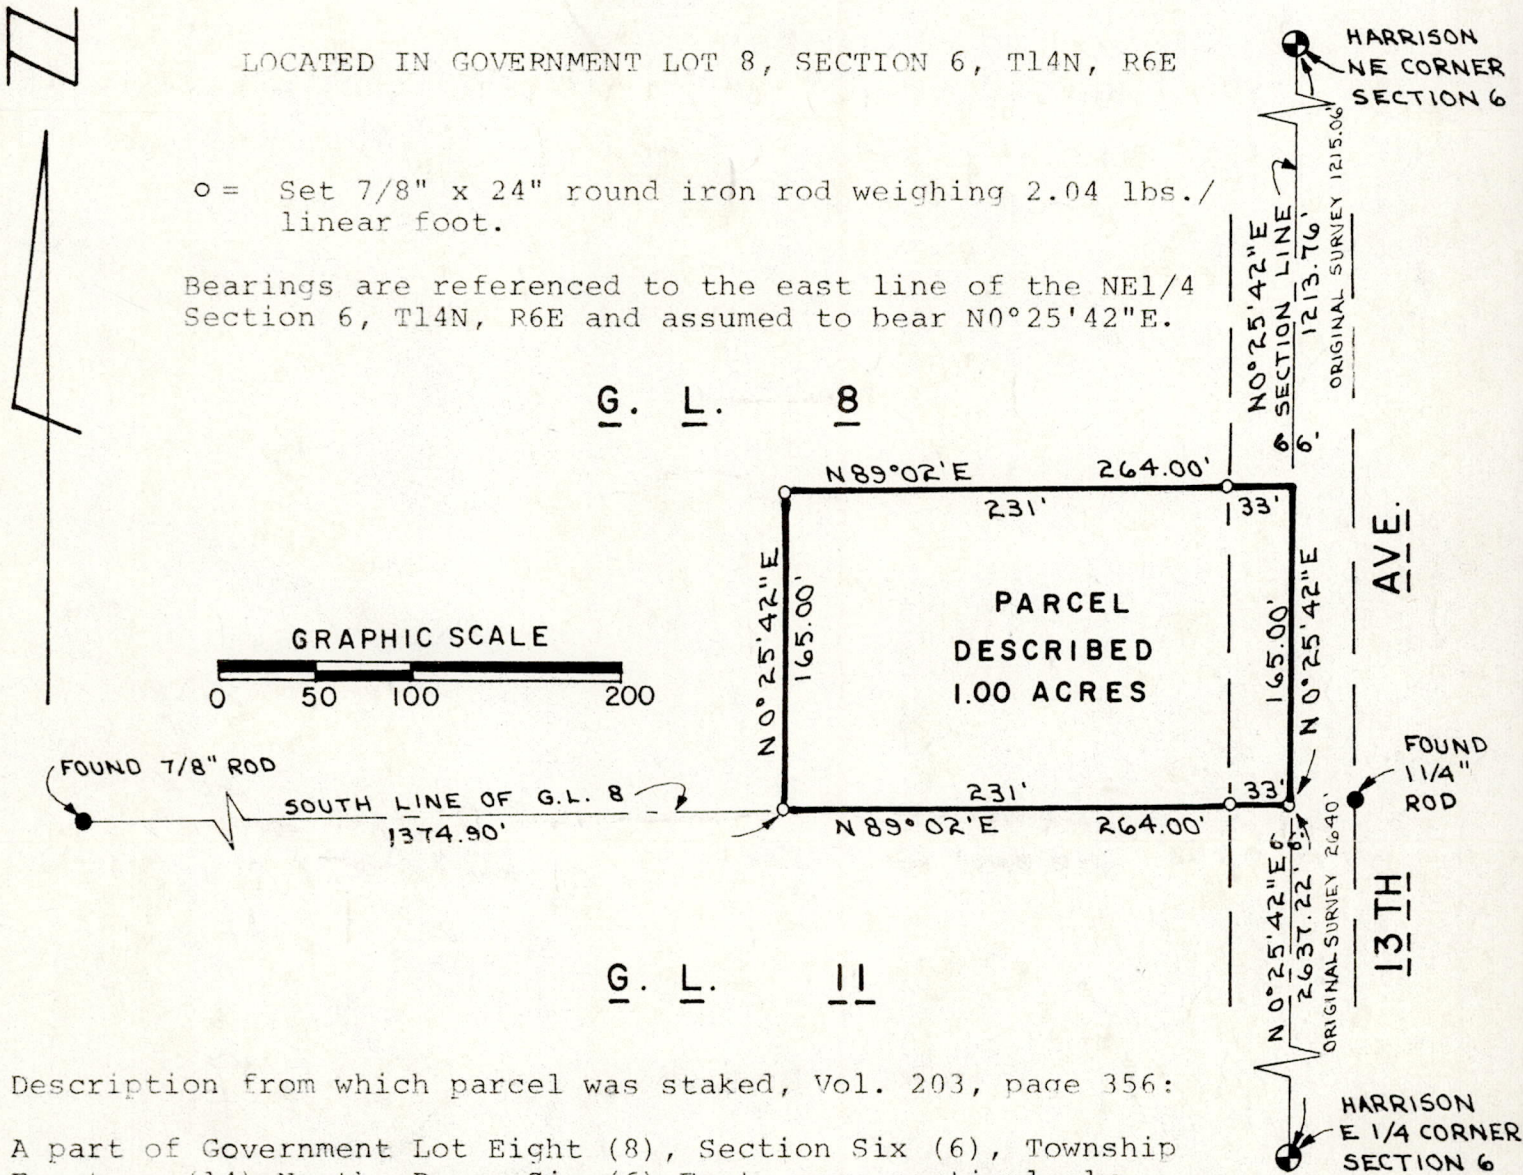 N
LOCATED IN GOVERNMENT LOT 8, SECTION 6, T14N, R6E
HARRISON
NE CORNER
SECTION 6
o = Set 7/8" x 24" round iron rod weighing 2.04 lbs./
linear foot.
Bearings are referenced to the east line of the NE1/4
Section 6, T14N, R6E and assumed to bear N0°25'42"E.
N0°25'42"E
SECTION LINE
1213.76'
ORIGINAL SURVEY 1215.06'
6 6'
G. L. 8
N 89°02'E 264.00'
231' 33'
N 0°25'42"E
165.00'
PARCEL
DESCRIBED
1.00 ACRES
165.00'
N 0°25'42"E
AVE.
13 TH
GRAPHIC SCALE
0 50 100 200
FOUND 7/8" ROD
SOUTH LINE OF G.L. 8
1374.90'
231' 33'
N 89°02'E 264.00'
FOUND
1 1/4"
ROD
N 0°25'42"E
2637.22'
ORIGINAL SURVEY 2640'
G. L. 11
Description from which parcel was staked, Vol. 203, page 356:
HARRISON
E 1/4 CORNER
SECTION 6
A part of Government Lot Eight (8), Section Six (6), Township